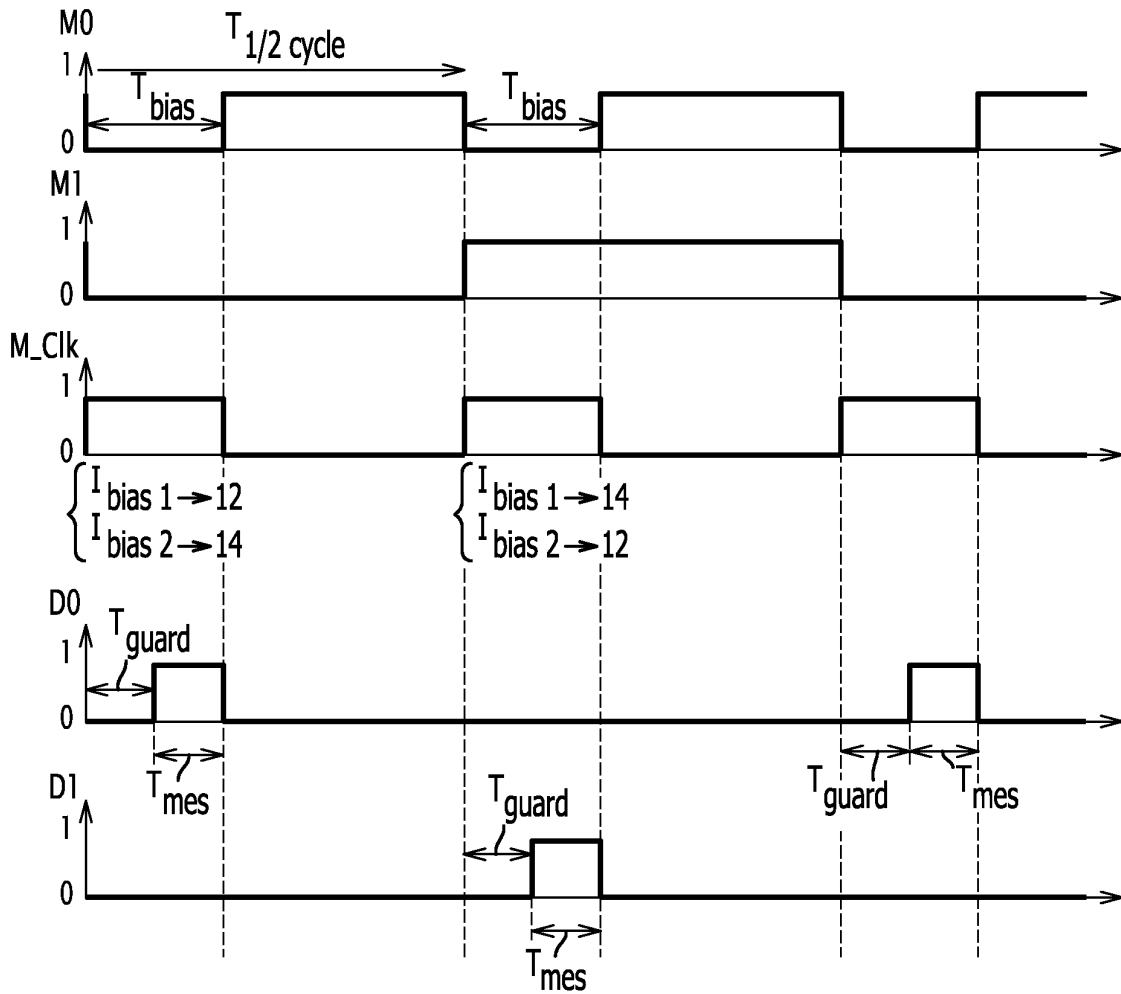 M0
T 1/2 cycle
1
T bias
T bias
0
M1
1
0
M_Clk
1
0
I bias 1 → 12
I bias 2 → 14
I bias 1 → 14
I bias 2 → 12
D0
T guard
1
0
T mes
T guard
T mes
D1
T guard
1
0
T mes